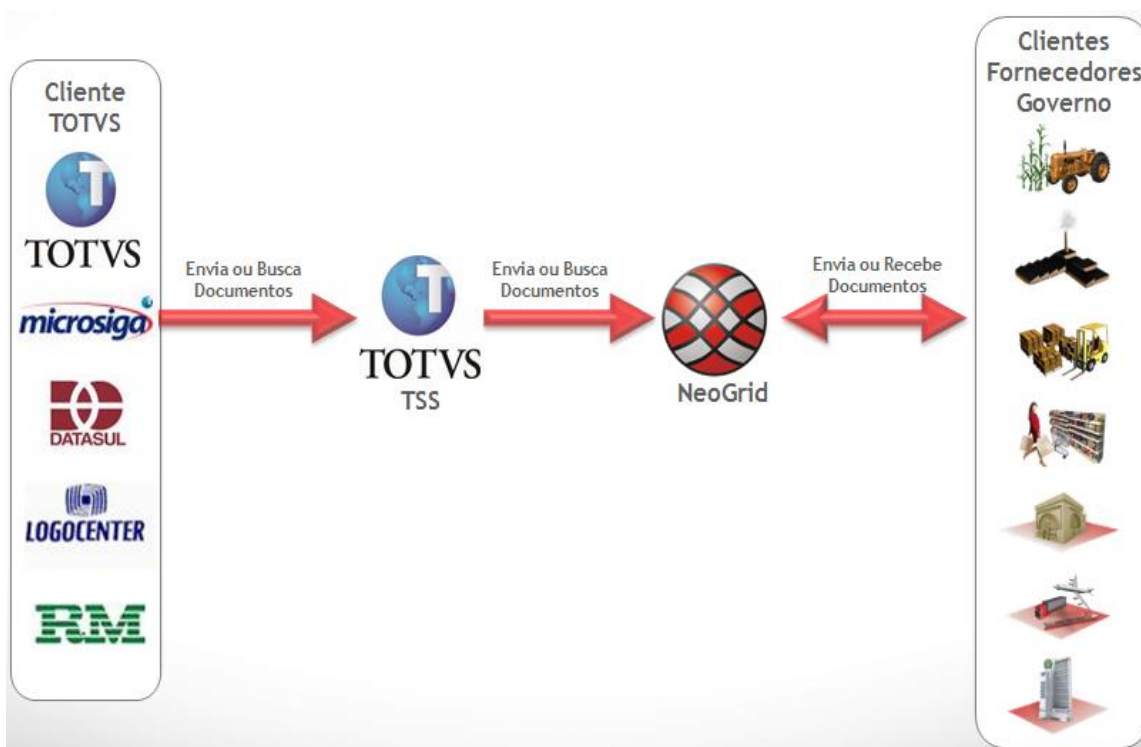 Cliente
TOTVS
T
TOTVS
microsiga
DATASUL
LOGOCENTER
RM
Envia ou Busca
Documentos
T
TOTVS
TSS
Envia ou Busca
Documentos
NeoGrid
Envia ou Recebe
Documentos
Clientes
Fornecedores
Governo